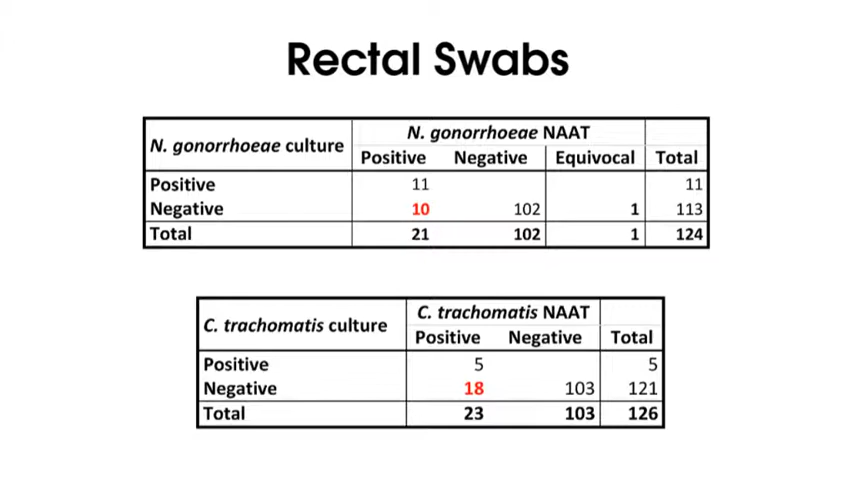 Rectal Swabs
N. gonorrhoeae culture N. gonorrhoeae NAAT
Positive Negative Equivocal Total
Positive 11 11
Negative 10 102 1 113
Total 21 102 1 124
C. trachomatis culture C. trachomatis NAAT
Positive Negative Total
Positive 5 5
Negative 18 103 121
Total 23 103 126